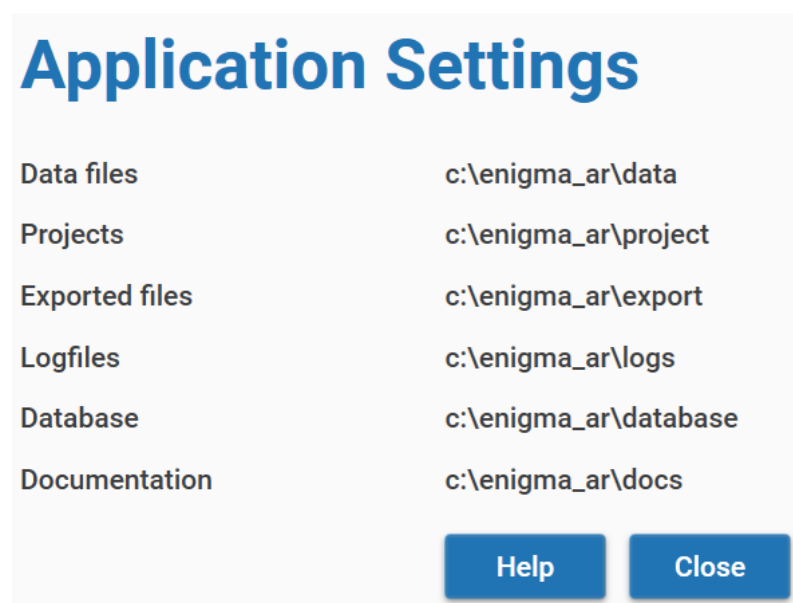 Application Settings
Data files c:\enigma_ar\data
Projects c:\enigma_ar\project
Exported files c:\enigma_ar\export
Logfiles c:\enigma_ar\logs
Database c:\enigma_ar\database
Documentation c:\enigma_ar\docs
Help Close